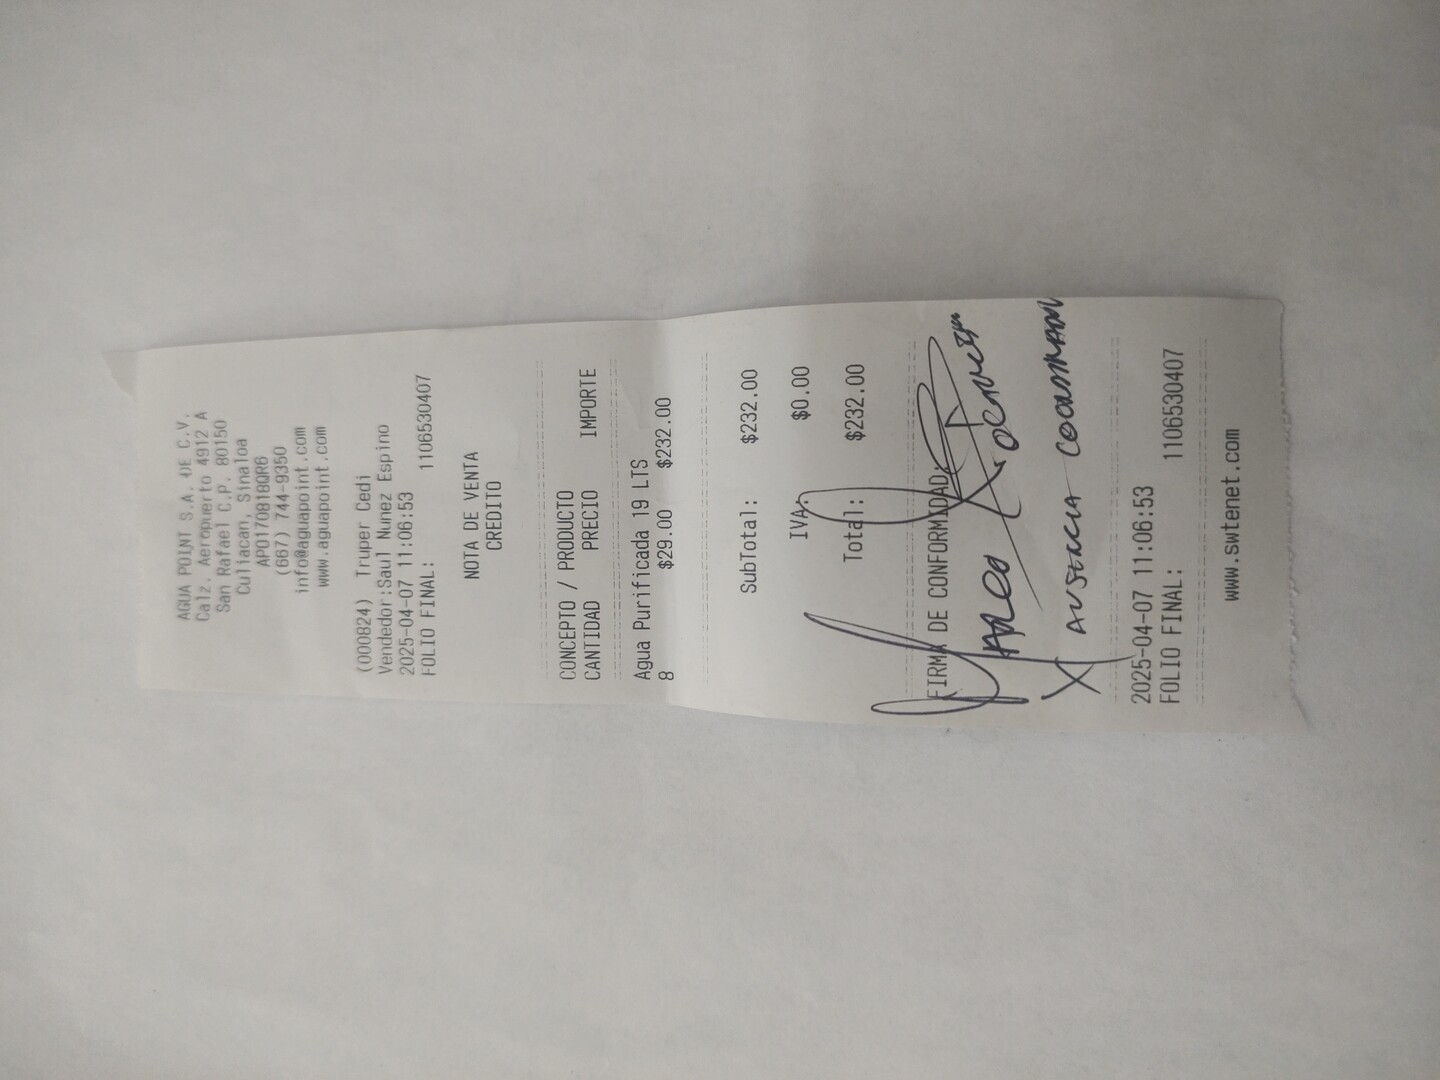 AGUA POINT S.A. DE C.V.
Calz. Aeropuerto 4912 A
San Rafael C.P. 80150
Culiacan, Sinaloa
APO170818QR6
(667) 744-9350
info@aguapoint.com
www.aguapoint.com
(000824) Truper Cedi
Vendedor:Saul Nunez Espino
2025-04-07 11:06:53
FOLIO FINAL: 1106530407
NOTA DE VENTA
CREDITO
CONCEPTO / PRODUCTO
CANTIDAD PRECIO IMPORTE
Agua Purificada 19 LTS
8 $29.00 $232.00
SubTotal: $232.00
IVA: $0.00
Total: $232.00
FIRMA DE CONFORMIDAD:
MARCO
X AUSENCIA
2025-04-07 11:06:53
FOLIO FINAL: 1106530407
www.swtenet.com